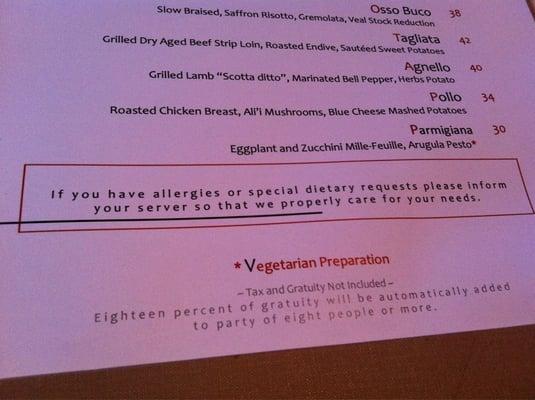 Osso Buco 38
Slow Braised, Saffron Risotto, Gremolata, Veal Stock Reduction
Tagliata 42
Grilled Dry Aged Beef Strip Loin, Roasted Endive, Sautéed Sweet Potatoes
Agnello 40
Grilled Lamb "Scotta ditto", Marinated Bell Pepper, Herbs Potato
Pollo 34
Roasted Chicken Breast, Ali'i Mushrooms, Blue Cheese Mashed Potatoes
Parmigiana 30
Eggplant and Zucchini Mille-Feuille, Arugula Pesto*
If you have allergies or special dietary requests please inform
your server so that we properly care for your needs.
* Vegetarian Preparation
~ Tax and Gratuity Not Included ~
Eighteen percent of gratuity will be automatically added
to party of eight people or more.